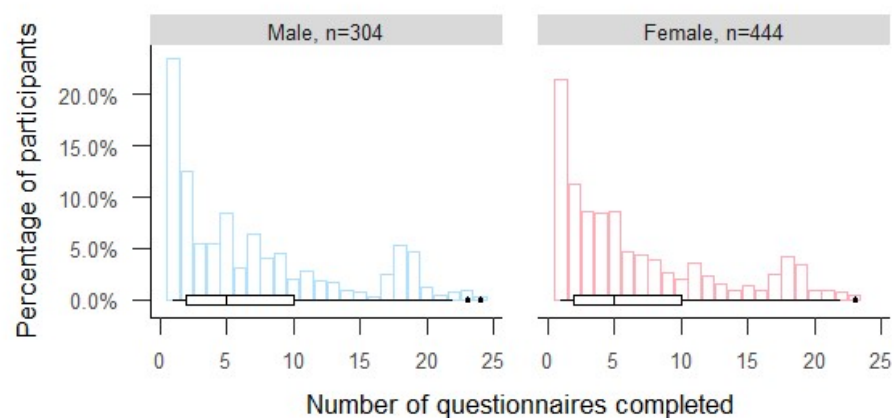 Male, n=304
Female, n=444
Percentage of participants
20.0%
15.0%
10.0%
5.0%
0.0%
0 5 10 15 20 25
0 5 10 15 20 25
Number of questionnaires completed